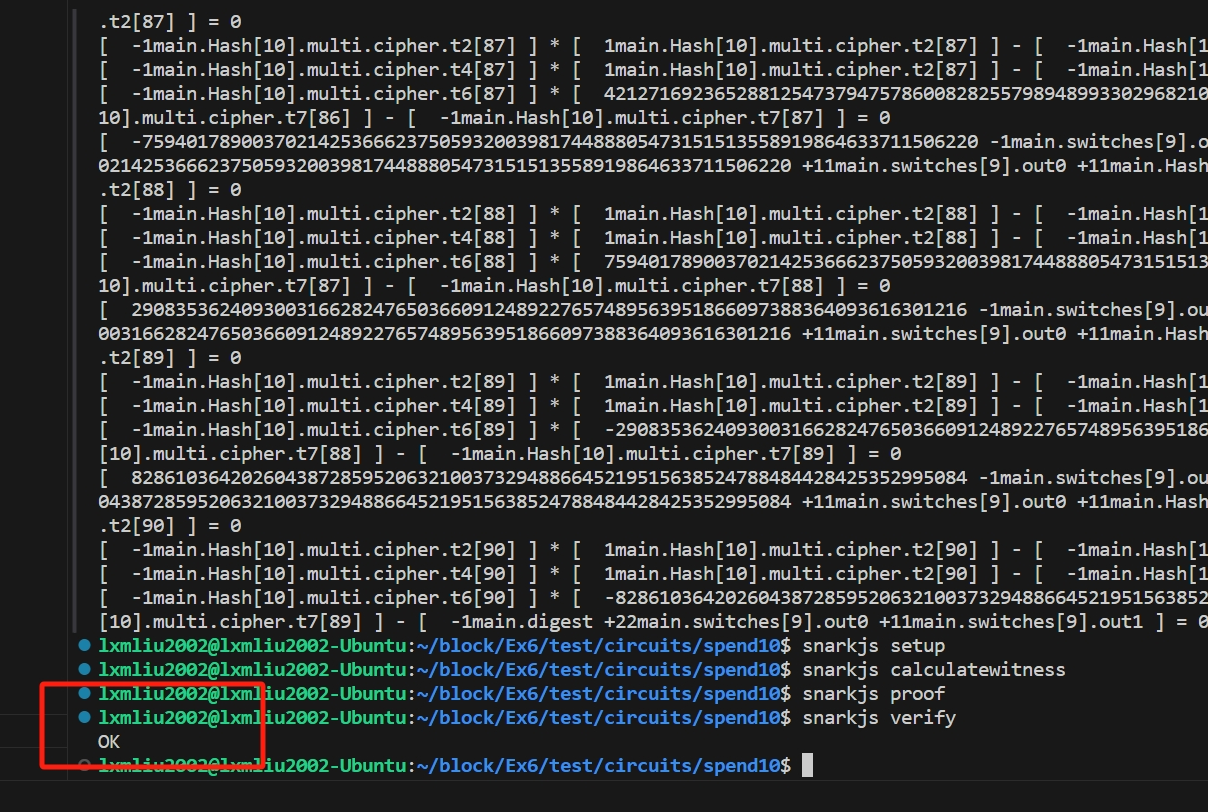 .t2[87] ] = 0
[  -1main.Hash[10].multi.cipher.t2[87] ] * [  1main.Hash[10].multi.cipher.t2[87] ] - [  -1main.Hash[1
[  -1main.Hash[10].multi.cipher.t4[87] ] * [  1main.Hash[10].multi.cipher.t2[87] ] - [  -1main.Hash[1
[  -1main.Hash[10].multi.cipher.t6[87] ] * [  4212716923652881254737947578600828255798948993302968210
10].multi.cipher.t7[86] ] - [  -1main.Hash[10].multi.cipher.t7[87] ] = 0
[  -7594017890037021425366623750593200398174488805473151513558919864633711506220 -1main.switches[9].o
021425366623750593200398174488805473151513558919864633711506220 +11main.switches[9].out0 +11main.Hash
.t2[88] ] = 0
[  -1main.Hash[10].multi.cipher.t2[88] ] * [  1main.Hash[10].multi.cipher.t2[88] ] - [  -1main.Hash[1
[  -1main.Hash[10].multi.cipher.t4[88] ] * [  1main.Hash[10].multi.cipher.t2[88] ] - [  -1main.Hash[1
[  -1main.Hash[10].multi.cipher.t6[88] ] * [  7594017890037021425366623750593200398174488805473151513
10].multi.cipher.t7[87] ] - [  -1main.Hash[10].multi.cipher.t7[88] ] = 0
[  2908353624093003166282476503660912489227657489563951866097388364093616301216 -1main.switches[9].ou
003166282476503660912489227657489563951866097388364093616301216 +11main.switches[9].out0 +11main.Hash
.t2[89] ] = 0
[  -1main.Hash[10].multi.cipher.t2[89] ] * [  1main.Hash[10].multi.cipher.t2[89] ] - [  -1main.Hash[1
[  -1main.Hash[10].multi.cipher.t4[89] ] * [  1main.Hash[10].multi.cipher.t2[89] ] - [  -1main.Hash[1
[  -1main.Hash[10].multi.cipher.t6[89] ] * [  -290835362409300316628247650366091248922765748956395186
[10].multi.cipher.t7[88] ] - [  -1main.Hash[10].multi.cipher.t7[89] ] = 0
[  8286103642026043872859520632100373294886645219515638524788484428425352995084 -1main.switches[9].ou
043872859520632100373294886645219515638524788484428425352995084 +11main.switches[9].out0 +11main.Hash
.t2[90] ] = 0
[  -1main.Hash[10].multi.cipher.t2[90] ] * [  1main.Hash[10].multi.cipher.t2[90] ] - [  -1main.Hash[1
[  -1main.Hash[10].multi.cipher.t4[90] ] * [  1main.Hash[10].multi.cipher.t2[90] ] - [  -1main.Hash[1
[  -1main.Hash[10].multi.cipher.t6[90] ] * [  -828610364202604387285952063210037329488664521951563852
[10].multi.cipher.t7[89] ] - [  -1main.digest +22main.switches[9].out0 +11main.switches[9].out1 ] = 0
lxmliu2002@lxmliu2002-Ubuntu:~/block/Ex6/test/circuits/spend10$ snarkjs setup
lxmliu2002@lxmliu2002-Ubuntu:~/block/Ex6/test/circuits/spend10$ snarkjs calculatewitness
lxmliu2002@lxmliu2002-Ubuntu:~/block/Ex6/test/circuits/spend10$ snarkjs proof
lxmliu2002@lxmliu2002-Ubuntu:~/block/Ex6/test/circuits/spend10$ snarkjs verify
OK
lxmliu2002@lxmliu2002-Ubuntu:~/block/Ex6/test/circuits/spend10$